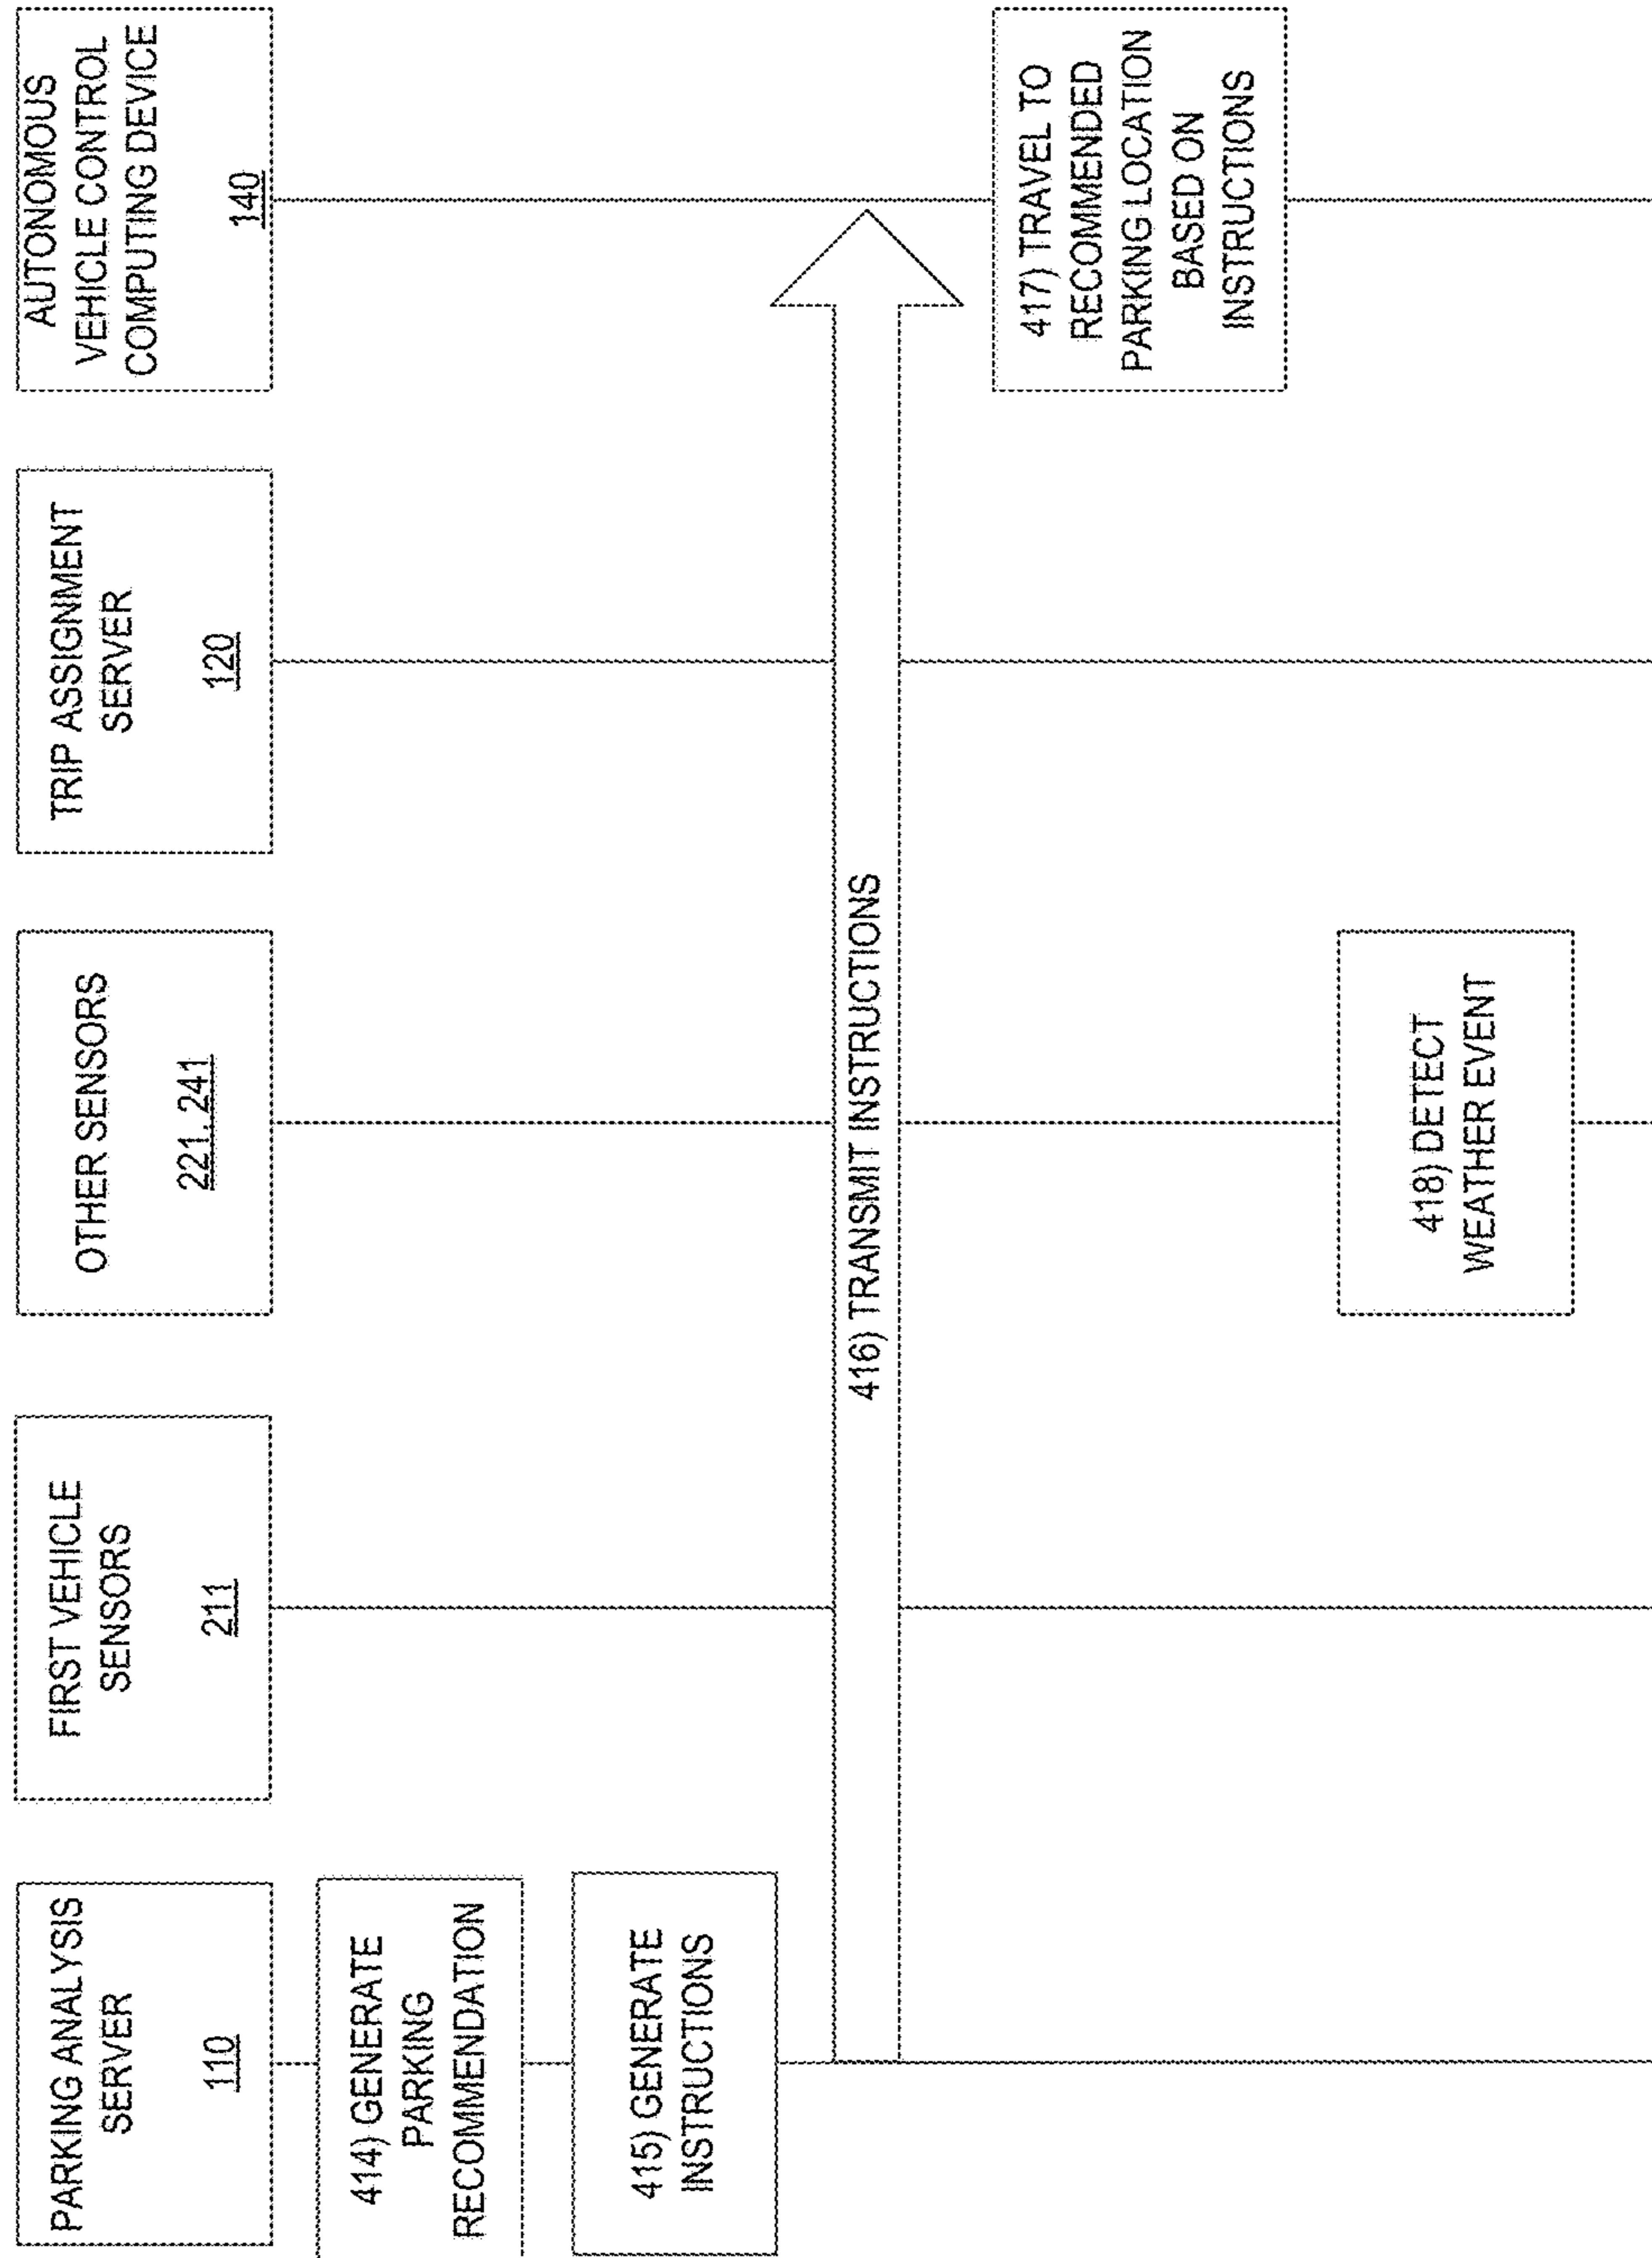 PARKING ANALYSIS
SERVER
110
FIRST VEHICLE
SENSORS
211
OTHER SENSORS
221, 241
TRIP ASSIGNMENT
SERVER
120
AUTONOMOUS
VEHICLE CONTROL
COMPUTING DEVICE
140
414) GENERATE
PARKING
RECOMMENDATION
415) GENERATE
INSTRUCTIONS
416) TRANSMIT INSTRUCTIONS
417) TRAVEL TO
RECOMMENDED
PARKING LOCATION
BASED ON
INSTRUCTIONS
418) DETECT
WEATHER EVENT